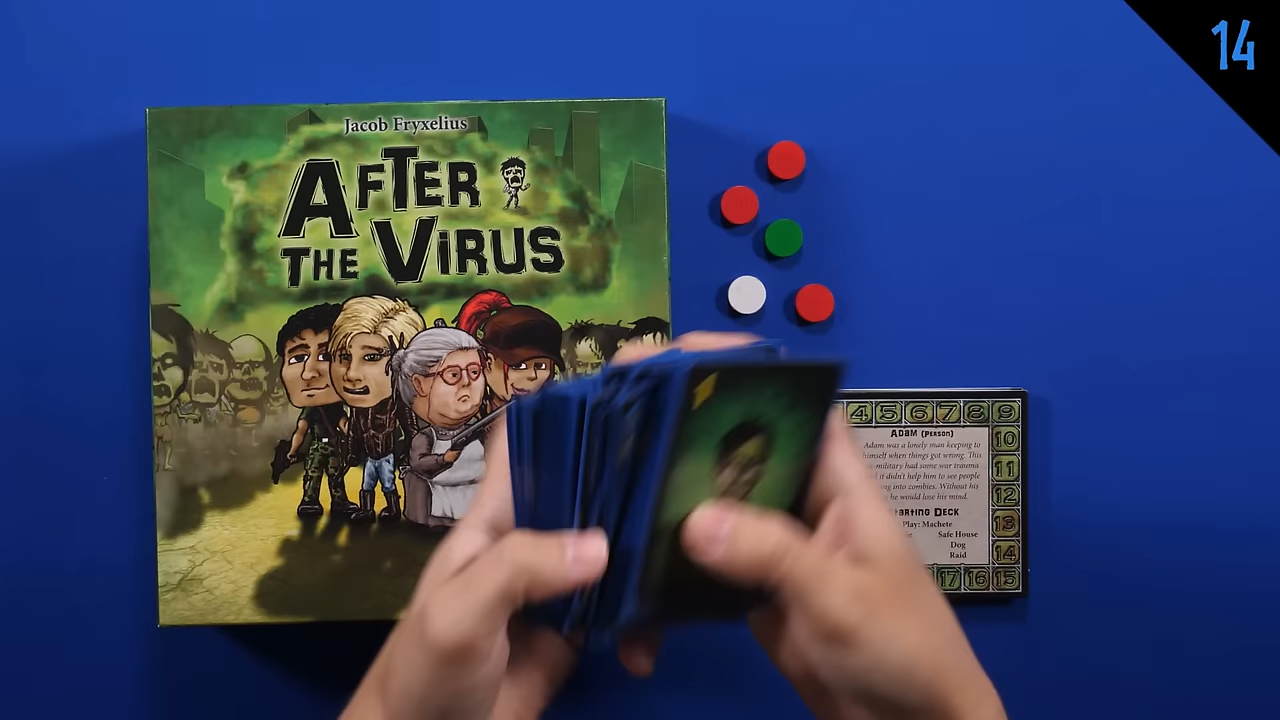 14
Jacob Fryxelius
AFTER
THE VIRUS
4 5 6 7 8 9
ADAM (PERSON)
Adam was a lonely man keeping to
himself when things got wrong. This
military had some war trauma
it didn't help him to see people
into zombies. Without his
he would lose his mind.
DECK
Play: Machete
Safe House
Dog
Raid
10
11
12
13
14
17 16 15